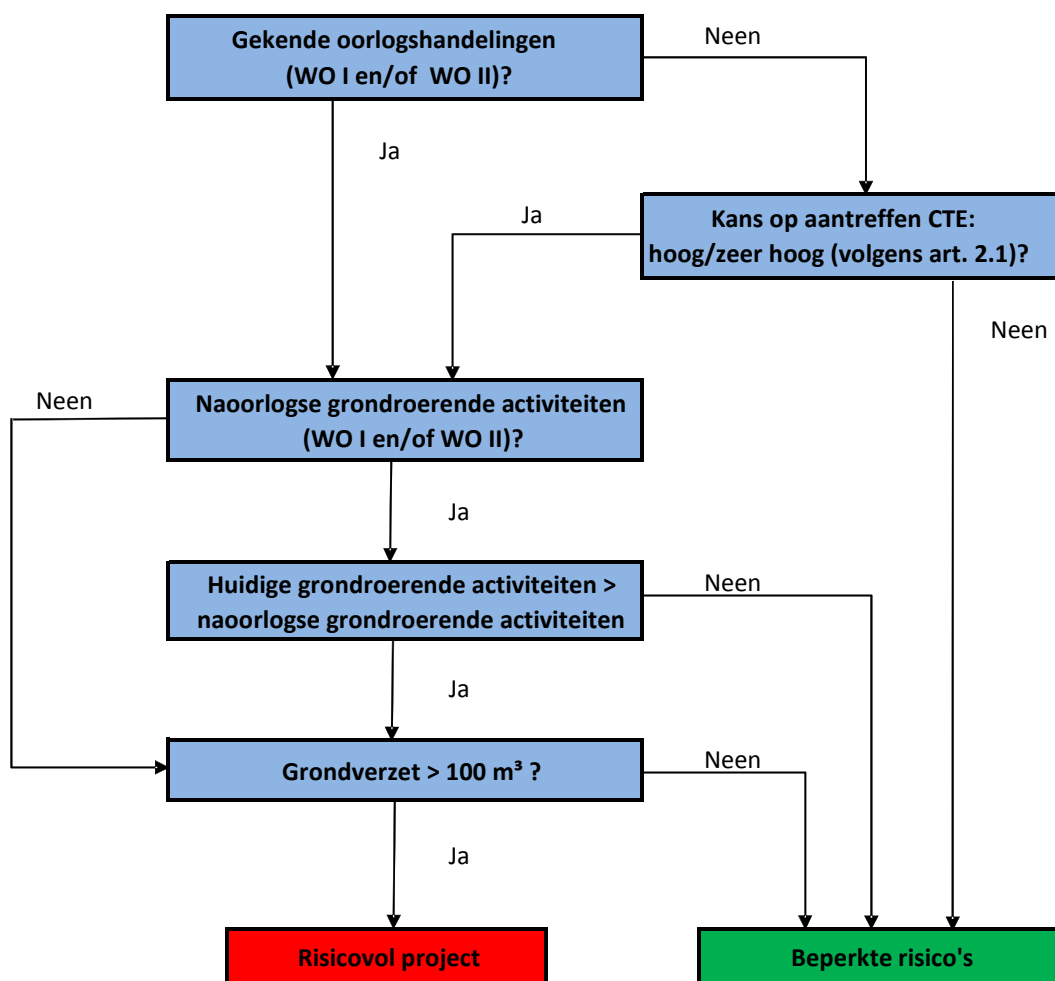 Gekende oorlogshandelingen
(WO I en/of WO II)?
Neen
Ja
Kans op aantreffen CTE:
hoog/zeer hoog (volgens art. 2.1)?
Ja
Neen
Naoorlogse grondroerende activiteiten
(WO I en/of WO II)?
Neen
Ja
Huidige grondroerende activiteiten >
naoorlogse grondroerende activiteiten
Neen
Ja
Grondverzet > 100 m³ ?
Neen
Ja
Risicovol project
Beperkte risico's